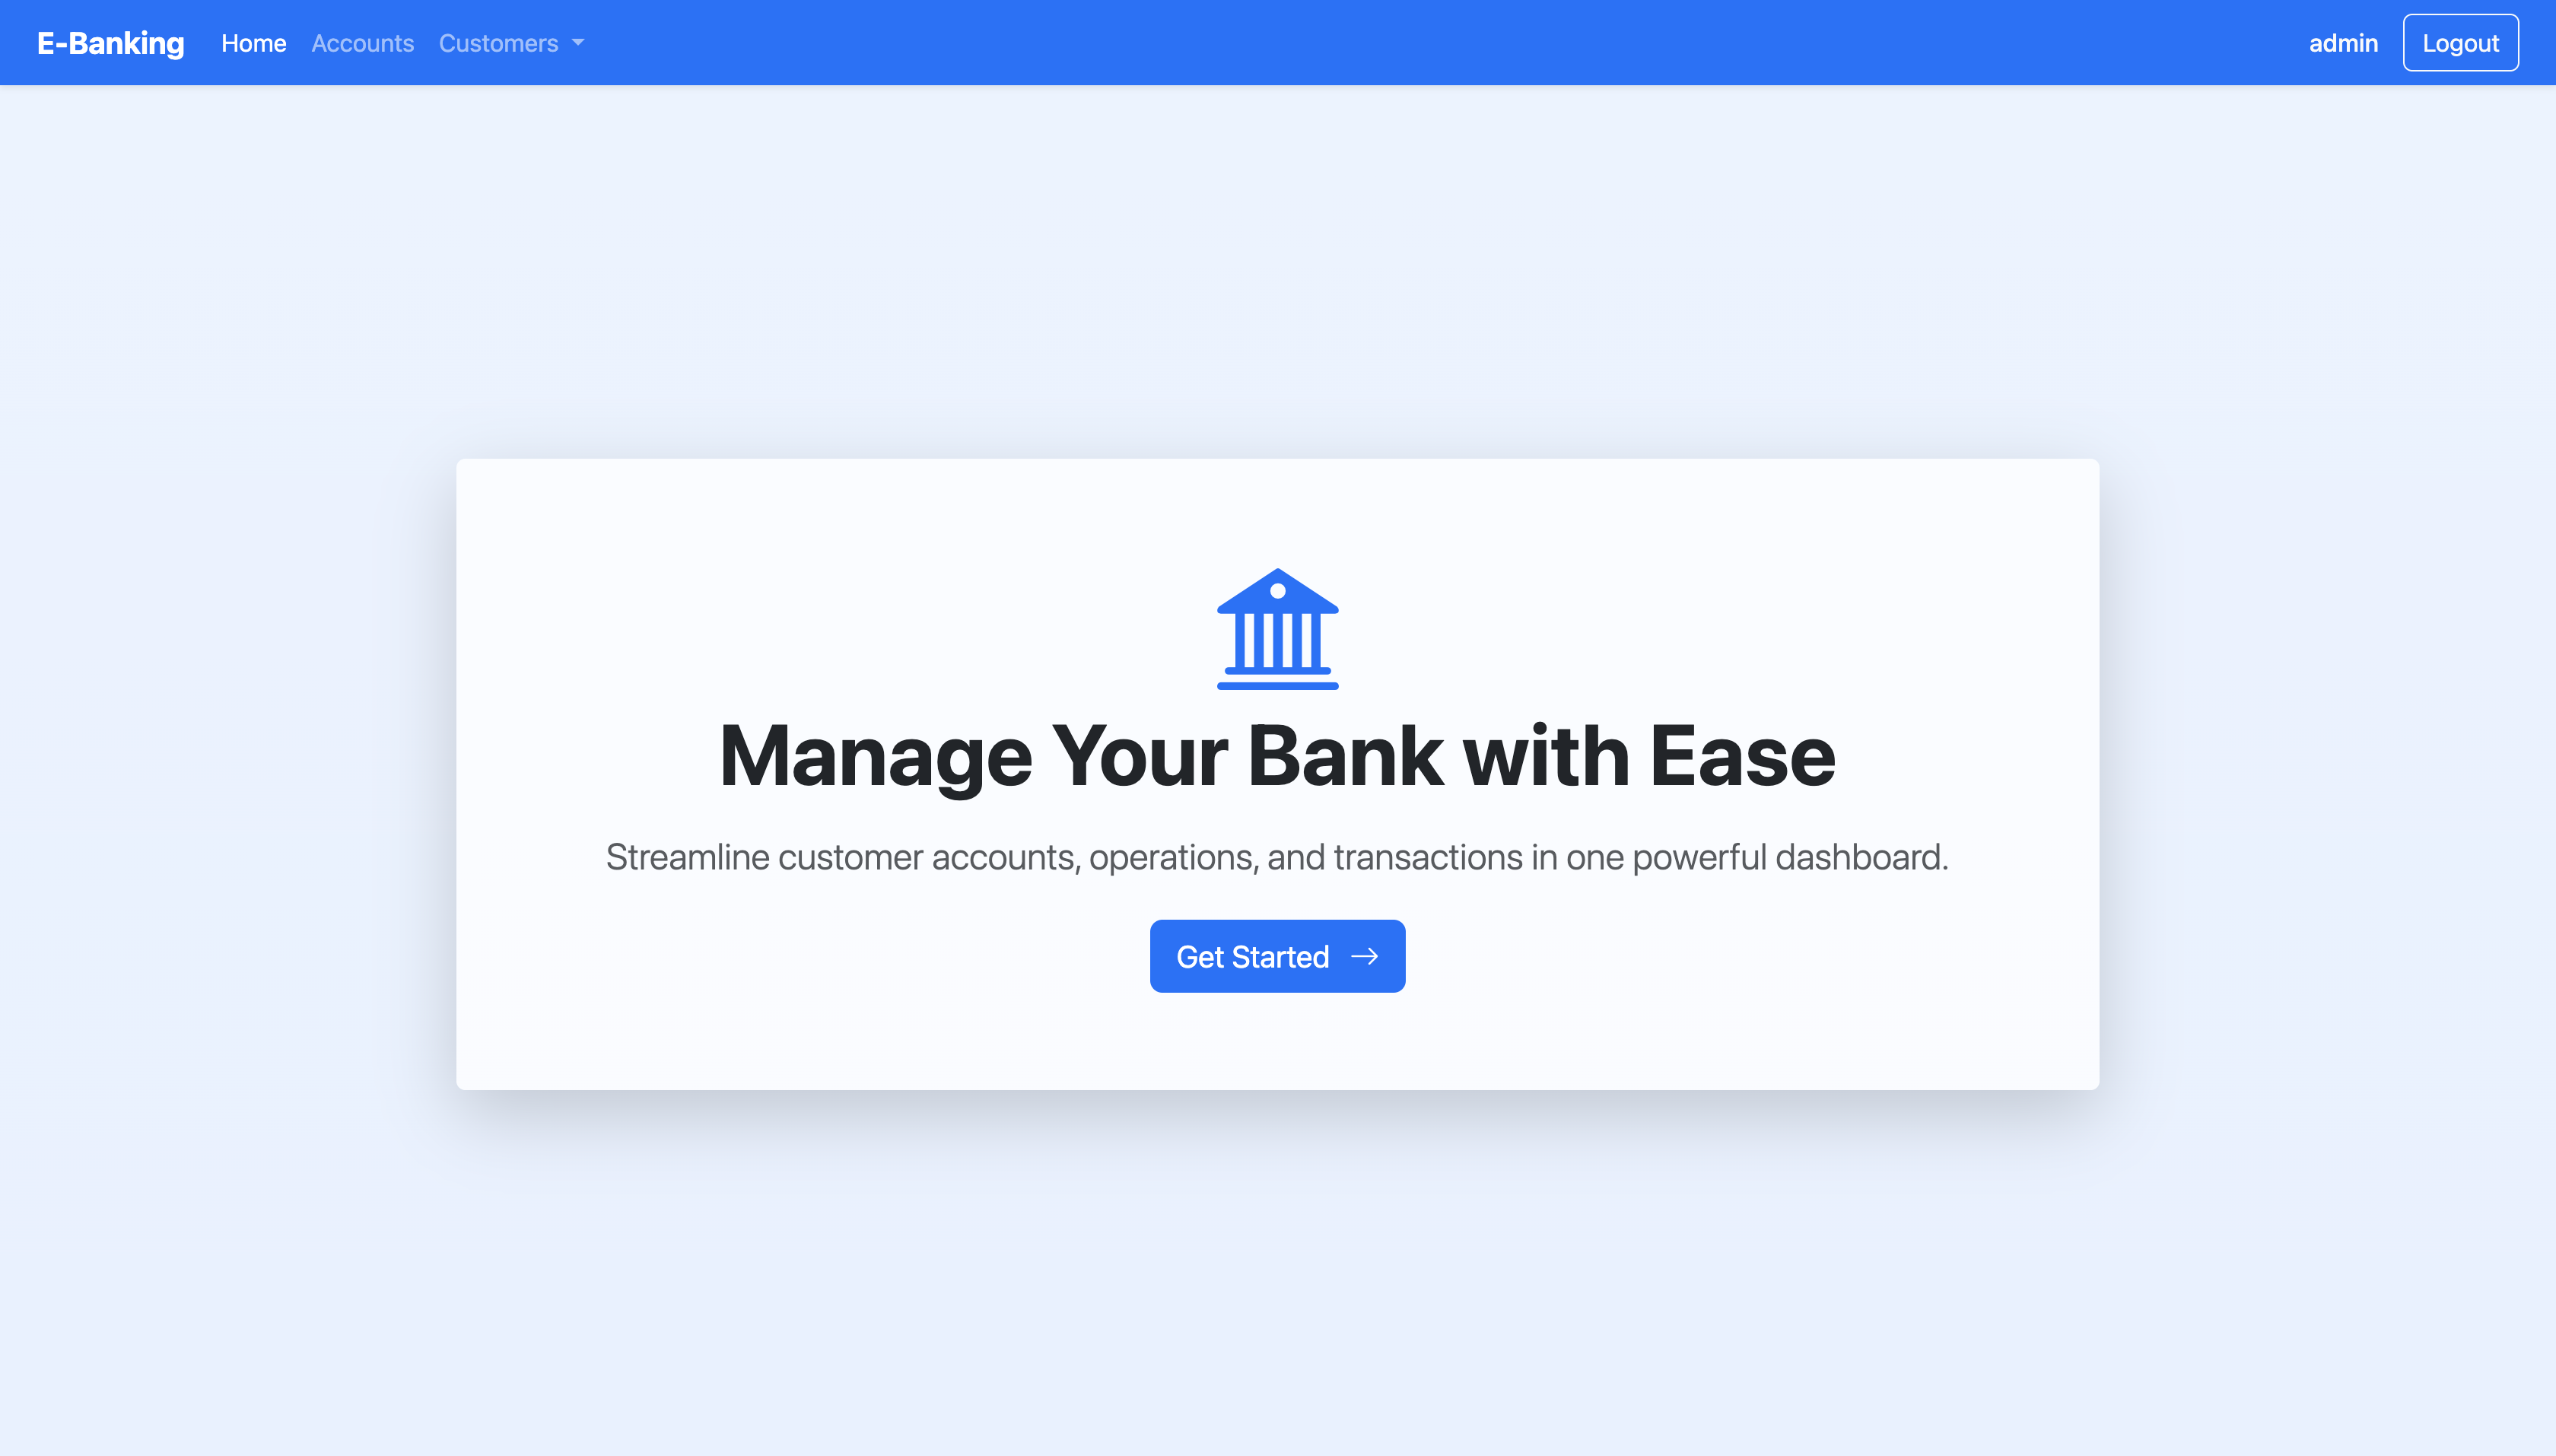 E-Banking Home Accounts Customers admin Logout
Manage Your Bank with Ease
Streamline customer accounts, operations, and transactions in one powerful dashboard.
Get Started